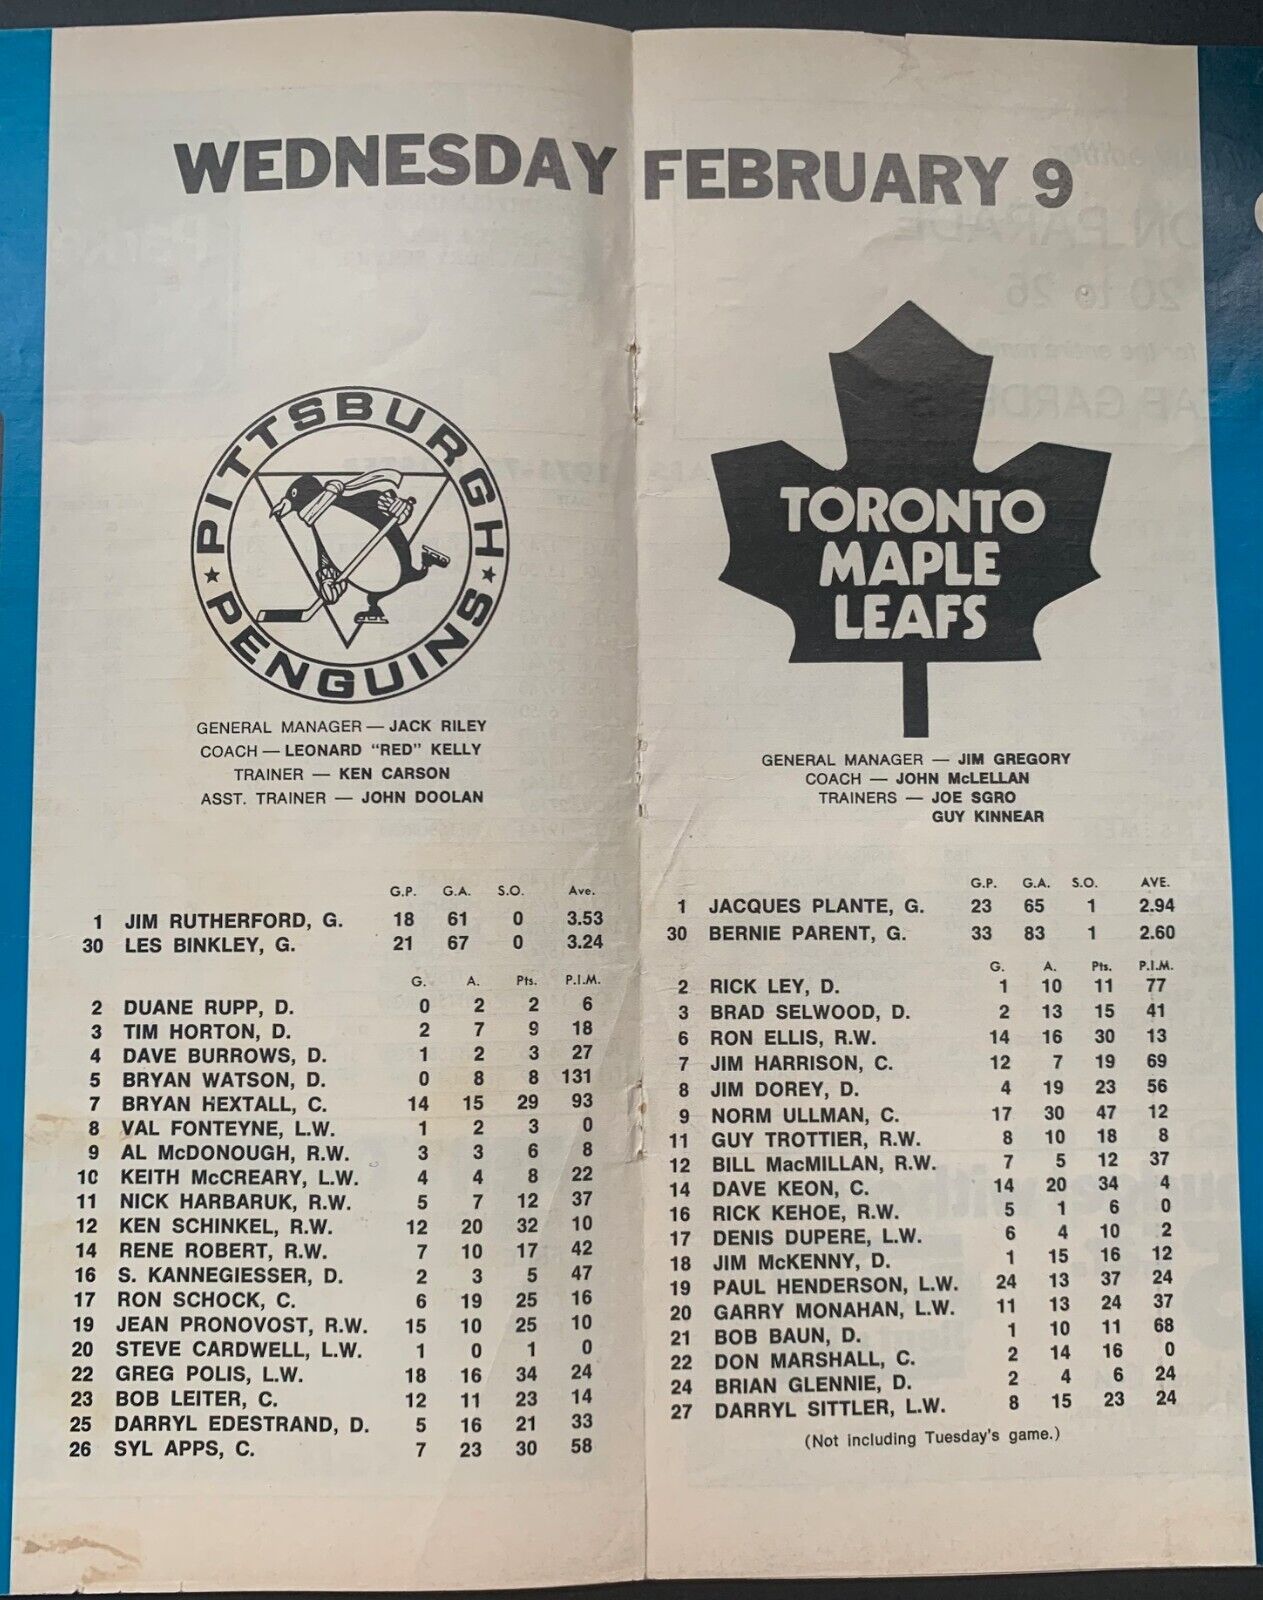 WEDNESDAY FEBRUARY 9
PITTSBURGH PENGUINS
GENERAL MANAGER — JACK RILEY
COACH — LEONARD "RED" KELLY
TRAINER — KEN CARSON
ASST. TRAINER — JOHN DOOLAN
G.P. G.A. S.O. Ave.
1 JIM RUTHERFORD, G. 18 61 0 3.53
30 LES BINKLEY, G. 21 67 0 3.24
G. A. Pts. P.I.M.
2 DUANE RUPP, D. 0 2 2 6
3 TIM HORTON, D. 2 7 9 18
4 DAVE BURROWS, D. 1 2 3 27
5 BRYAN WATSON, D. 0 8 8 131
7 BRYAN HEXTALL, C. 14 15 29 93
8 VAL FONTEYNE, L.W. 1 2 3 0
9 AL McDONOUGH, R.W. 3 3 6 8
10 KEITH McCREARY, L.W. 4 4 8 22
11 NICK HARBARUK, R.W. 5 7 12 37
12 KEN SCHINKEL, R.W. 12 20 32 10
14 RENE ROBERT, R.W. 7 10 17 42
16 S. KANNEGIESSER, D. 2 3 5 47
17 RON SCHOCK, C. 6 19 25 16
19 JEAN PRONOVOST, R.W. 15 10 25 10
20 STEVE CARDWELL, L.W. 1 0 1 0
22 GREG POLIS, L.W. 18 16 34 24
23 BOB LEITER, C. 12 11 23 14
25 DARRYL EDESTRAND, D. 5 16 21 33
26 SYL APPS, C. 7 23 30 58
TORONTO
MAPLE
LEAFS
GENERAL MANAGER — JIM GREGORY
COACH — JOHN McLELLAN
TRAINERS — JOE SGRO
GUY KINNEAR
G.P. G.A. S.O. AVE.
1 JACQUES PLANTE, G. 23 65 1 2.94
30 BERNIE PARENT, G. 33 83 1 2.60
G. A. Pts. P.I.M.
2 RICK LEY, D. 1 10 11 77
3 BRAD SELWOOD, D. 2 13 15 41
6 RON ELLIS, R.W. 14 16 30 13
7 JIM HARRISON, C. 12 7 19 69
8 JIM DOREY, D. 4 19 23 56
9 NORM ULLMAN, C. 17 30 47 12
11 GUY TROTTIER, R.W. 8 10 18 8
12 BILL MacMILLAN, R.W. 7 5 12 37
14 DAVE KEON, C. 14 20 34 4
16 RICK KEHOE, R.W. 5 1 6 0
17 DENIS DUPERE, L.W. 6 4 10 2
18 JIM McKENNY, D. 1 15 16 12
19 PAUL HENDERSON, L.W. 24 13 37 24
20 GARRY MONAHAN, L.W. 11 13 24 37
21 BOB BAUN, D. 1 10 11 68
22 DON MARSHALL, C. 2 14 16 0
24 BRIAN GLENNIE, D. 2 4 6 24
27 DARRYL SITTLER, L.W. 8 15 23 24
(Not including Tuesday's game.)